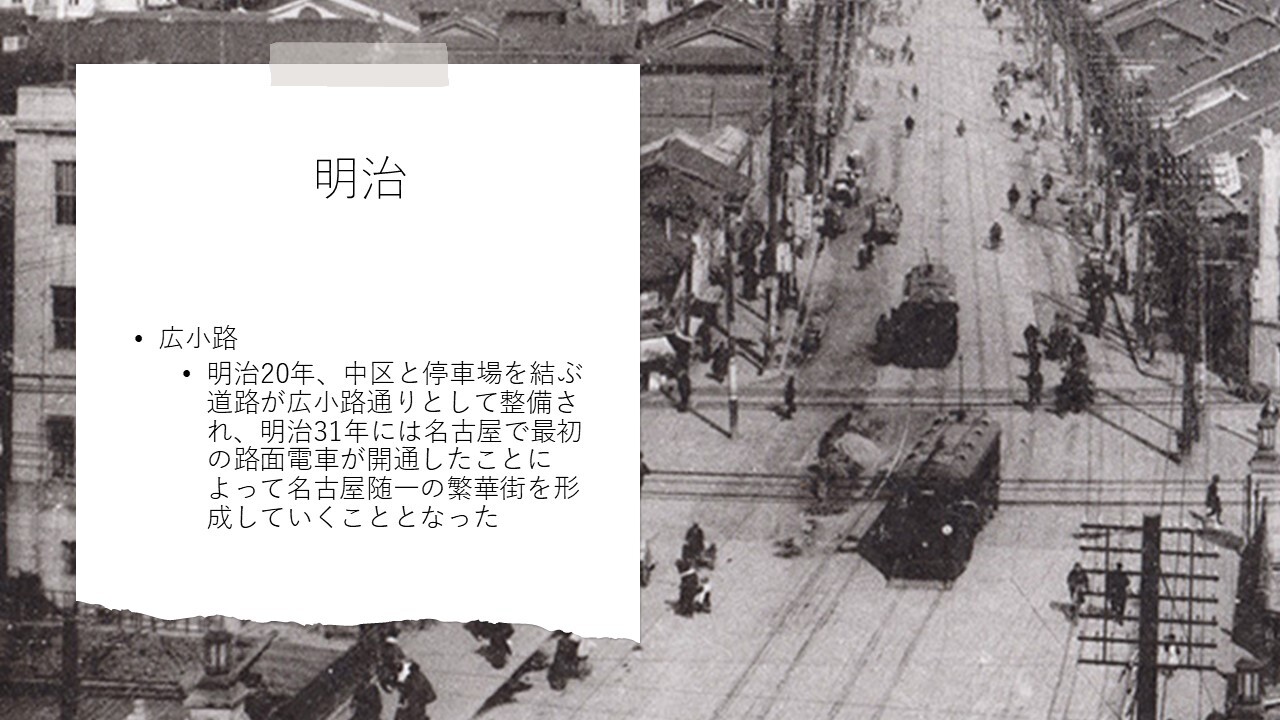 明治
• 広小路
• 明治20年、中区と停車場を結ぶ
道路が広小路通りとして整備さ
れ、明治31年には名古屋で最初
の路面電車が開通したことに
よって名古屋随一の繁華街を形
成していくこととなった